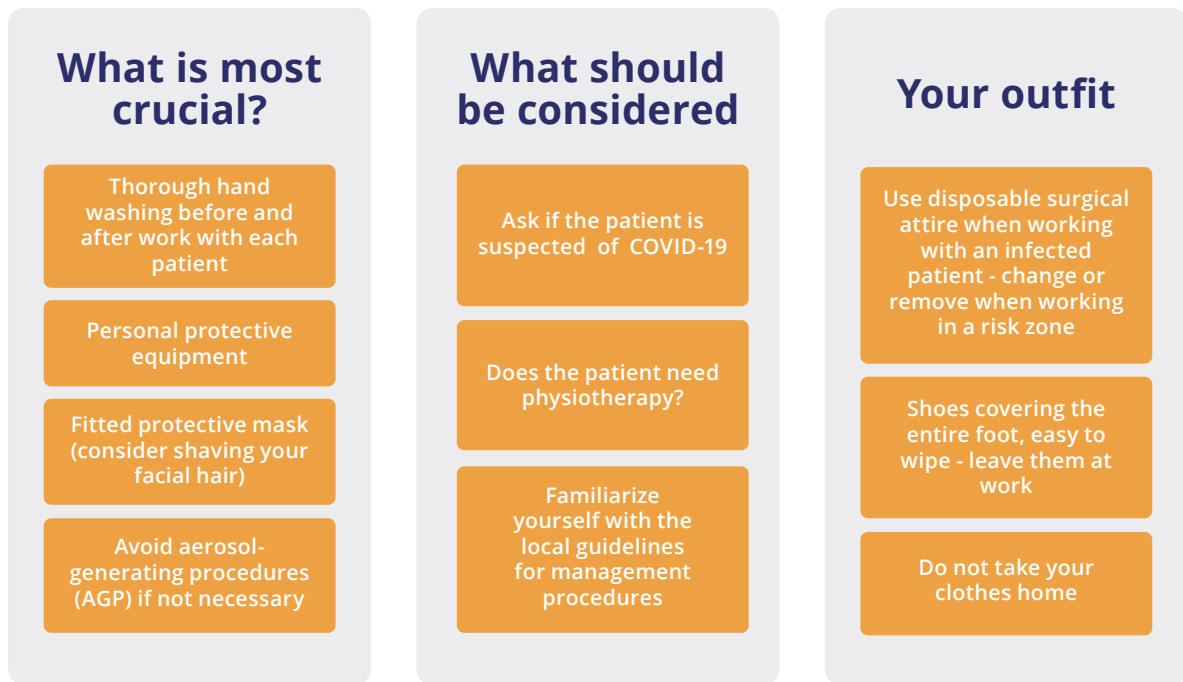 What is most
crucial?
Thorough hand
washing before and
after work with each
patient
Personal protective
equipment
Fitted protective mask
(consider shaving your
facial hair)
Avoid aerosol-
generating procedures
(AGP) if not necessary
What should
be considered
Ask if the patient is
suspected of COVID-19
Does the patient need
physiotherapy?
Familiarize
yourself with the
local guidelines
for management
procedures
Your outfit
Use disposable surgical
attire when working
with an infected
patient - change or
remove when working
in a risk zone
Shoes covering the
entire foot, easy to
wipe - leave them at
work
Do not take your
clothes home